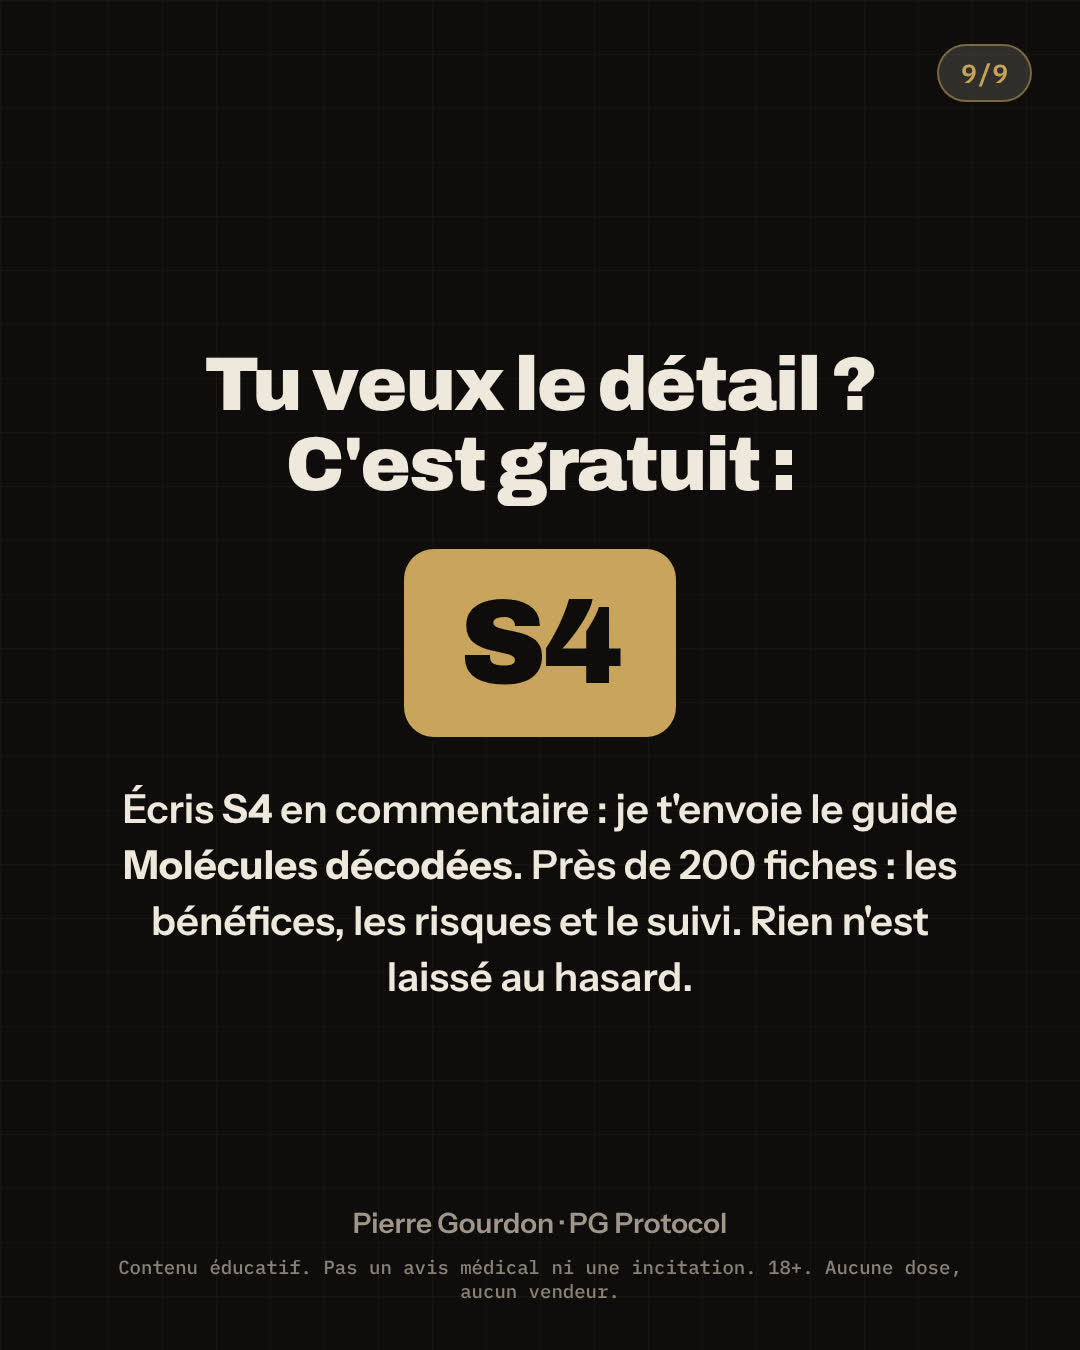 9/9
Tu veux le détail ?
C'est gratuit :
S4
Écris S4 en commentaire : je t'envoie le guide
Molécules décodées. Près de 200 fiches : les
bénéfices, les risques et le suivi. Rien n'est
laissé au hasard.
Pierre Gourdon · PG Protocol
Contenu éducatif. Pas un avis médical ni une incitation. 18+. Aucune dose,
aucun vendeur.